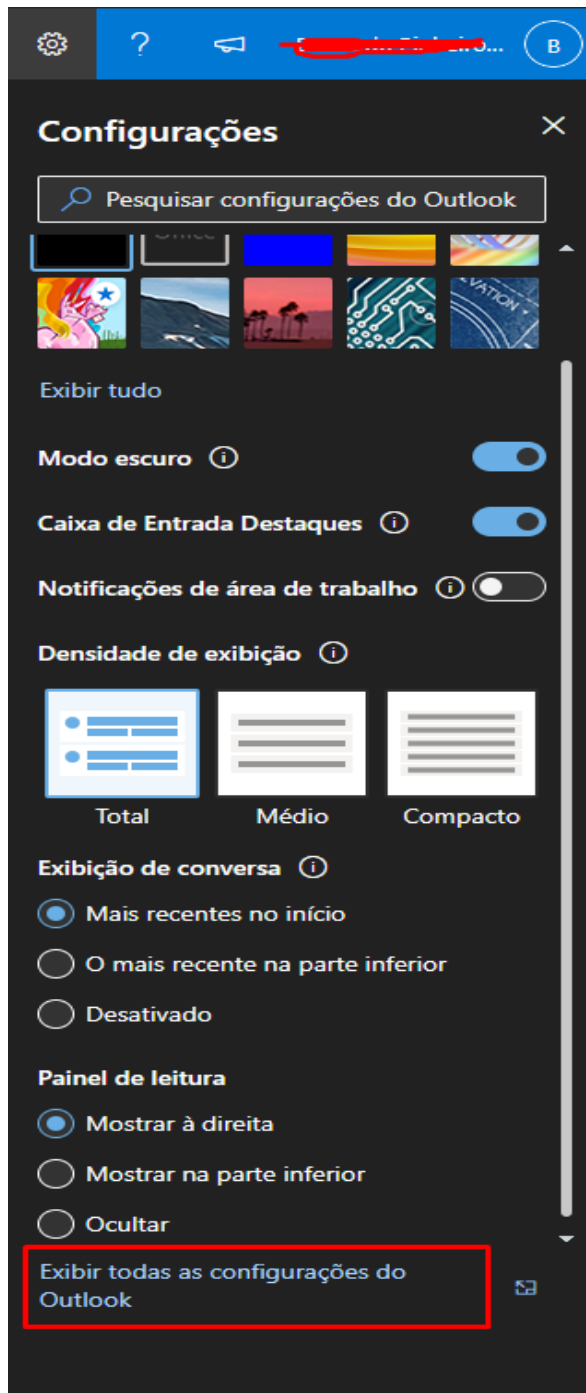 ?
B
Configurações
Pesquisar configurações do Outlook
Office
Exibir tudo
Modo escuro
Caixa de Entrada Destaques
Notificações de área de trabalho
Densidade de exibição
Total Médio Compacto
Exibição de conversa
Mais recentes no início
O mais recente na parte inferior
Desativado
Painel de leitura
Mostrar à direita
Mostrar na parte inferior
Ocultar
Exibir todas as configurações do
Outlook